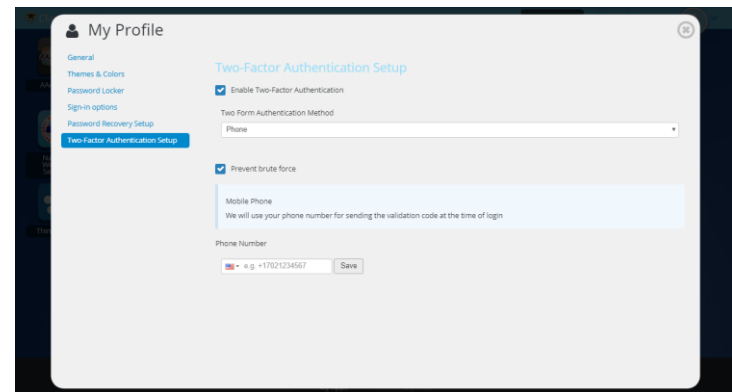 My Profile
General
Themes & Colors
Password Locker
Sign-in options
Password Recovery Setup
Two-Factor Authentication Setup
Two-Factor Authentication Setup
Enable Two-Factor Authentication
Two Form Authentication Method
Phone
Prevent brute force
Mobile Phone
We will use your phone number for sending the validation code at the time of login
Phone Number
e.g. +17021234567
Save